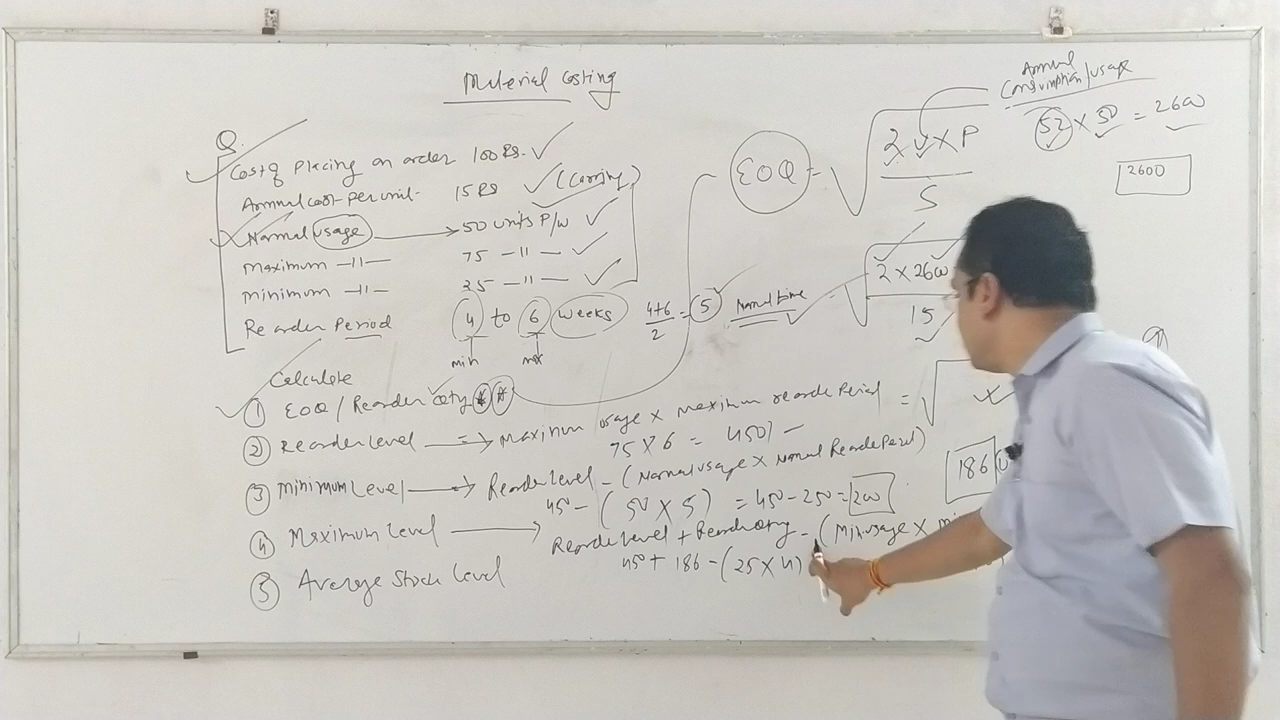 Material Costing
Q.
Cost of Placing an order 100 Rs.
Annual cost Per unit- 15 RS (Carrying)
Normal usage 50 units P/W
Maximum -11- 75 -11-
Minimum -11- 25 -11-
Reorder Period 4 to 6 weeks
min max
4+6/2 = 5 Normal time
Calculate
① EOQ / Reorder Qty
② Reorder Level => Maximum usage × Maximum reorder Period
75 × 6 = 450/-
③ Minimum Level → Reorder Level - (Normal usage × Normal Reorder Period)
450 - (50 × 5) = 450 - 250 = 200
④ Maximum Level → Reorder Level + Reorder Qty - (Min usage ×
450 + 186 - (25 × 4)
⑤ Average Stock Level
EOQ = √ 2 U × P
S
Annual
Consumption/usage
52 × 50 = 2600
2600
= √ 2 × 2600
15
= √
186